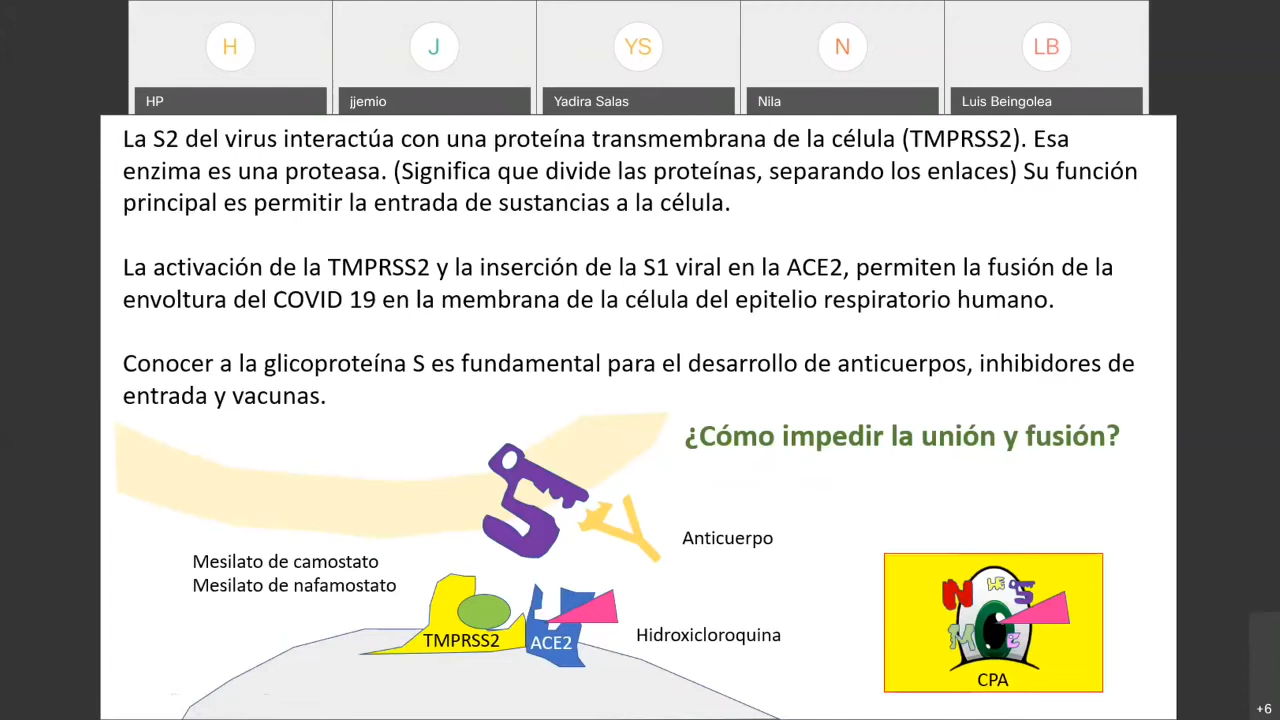 H
J
YS
N
LB
HP
jjemio
Yadira Salas
Nila
Luis Beingolea
La S2 del virus interactúa con una proteína transmembrana de la célula (TMPRSS2). Esa
enzima es una proteasa. (Significa que divide las proteínas, separando los enlaces) Su función
principal es permitir la entrada de sustancias a la célula.
La activación de la TMPRSS2 y la inserción de la S1 viral en la ACE2, permiten la fusión de la
envoltura del COVID 19 en la membrana de la célula del epitelio respiratorio humano.
Conocer a la glicoproteína S es fundamental para el desarrollo de anticuerpos, inhibidores de
entrada y vacunas.
¿Cómo impedir la unión y fusión?
S
Anticuerpo
Mesilato de camostato
Mesilato de nafamostato
TMPRSS2
ACE2
Hidroxicloroquina
N
HE
S
M
e
CPA
+6